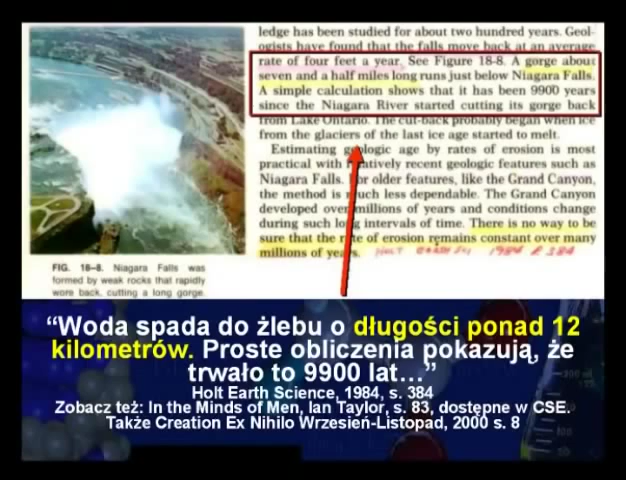 ledge has been studied for about two hundred years. Geol-
ogists have found that the falls move back at an average
rate of four feet a year. See Figure 18-8. A gorge about
seven and a half miles long runs just below Niagara Falls.
A simple calculation shows that it has been 9900 years
since the Niagara River started cutting its gorge back
from Lake Ontario. The cut-back probably began when ice
from the glaciers of the last ice age started to melt.
Estimating geologic age by rates of erosion is most
practical with relatively recent geologic features such as
Niagara Falls. For older features, like the Grand Canyon,
the method is much less dependable. The Grand Canyon
developed over millions of years and conditions change
during such long intervals of time. There is no way to
be sure that the rate of erosion remains constant over many
millions of years. HOLT EARTH SCI 1984 P 384
FIG. 18–8. Niagara Falls was
formed by weak rocks that rapidly
wore back, cutting a long gorge.
“Woda spada do żlebu o długości ponad 12
kilometrów. Proste obliczenia pokazują, że
trwało to 9900 lat…”
Holt Earth Science, 1984, s. 384
Zobacz też: In the Minds of Men, Ian Taylor, s. 83, dostępne w CSE.
Także Creation Ex Nihilo Wrzesień-Listopad, 2000 s. 8